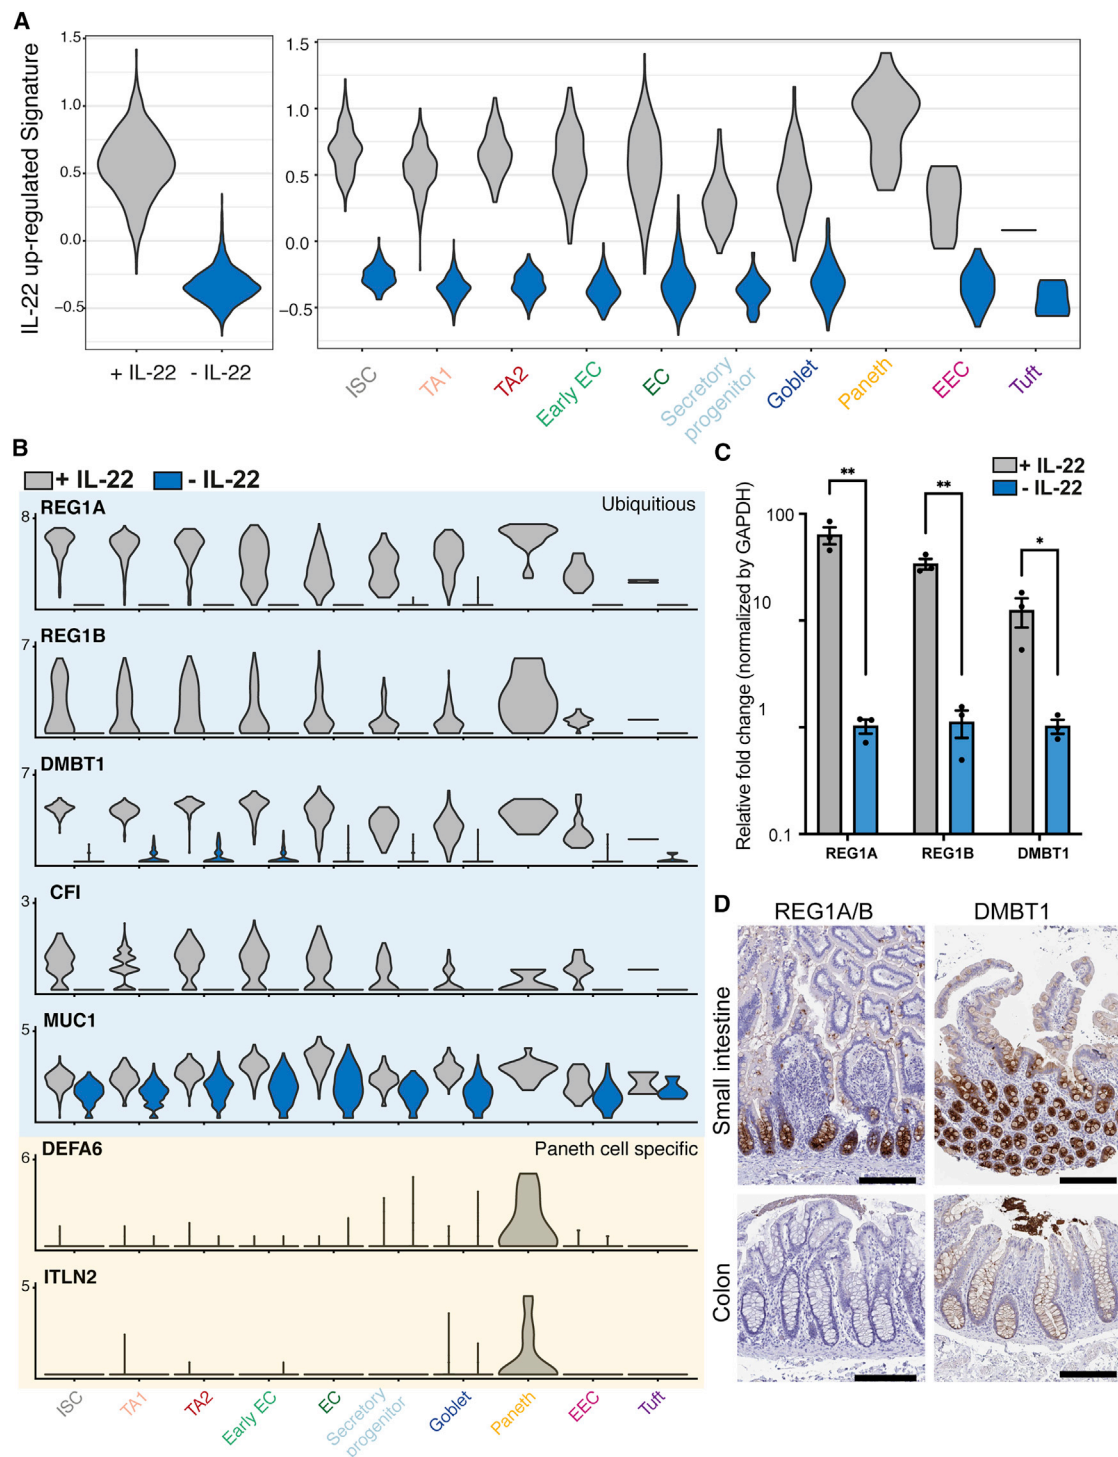 A
IL-22 up-regulated Signature
1.5
1.0
0.5
0.0
−0.5
+ IL-22 - IL-22
1.5
1.0
0.5
0.0
−0.5
ISC
TA1
TA2
Early EC
EC
Secretory
progenitor
Goblet
Paneth
EEC
Tuft
B
+ IL-22 - IL-22
REG1A
Ubiquitous
8
REG1B
7
DMBT1
7
CFI
3
MUC1
5
DEFA6
Paneth cell specific
6
ITLN2
5
ISC
TA1
TA2
Early EC
EC
Secretory
progenitor
Goblet
Paneth
EEC
Tuft
C
+ IL-22
- IL-22
Relative fold change (normalized by GAPDH)
100
10
1
0.1
**
**
*
REG1A
REG1B
DMBT1
D
REG1A/B
DMBT1
Small intestine
Colon